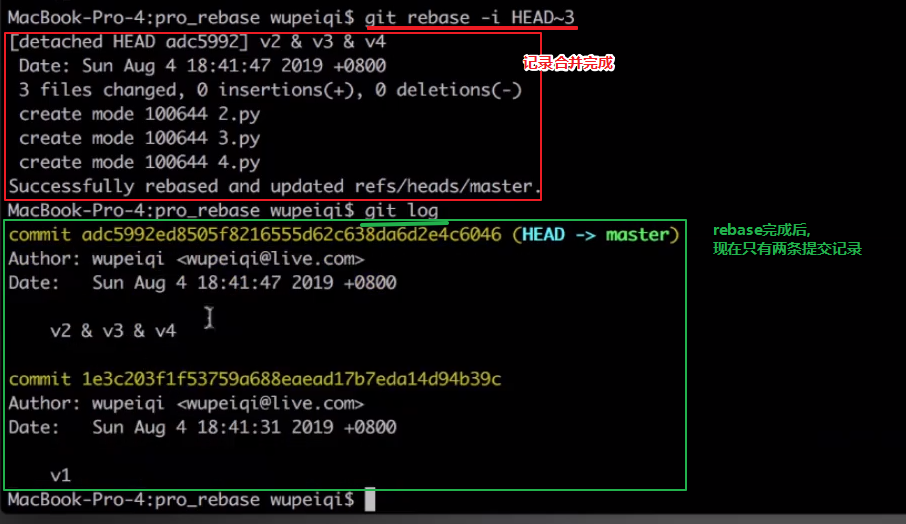 MacBook-Pro-4:pro_rebase wupeiqi$ git rebase -i HEAD~3
[detached HEAD adc5992] v2 & v3 & v4
Date: Sun Aug 4 18:41:47 2019 +0800
记录合并完成
3 files changed, 0 insertions(+), 0 deletions(-)
create mode 100644 2.py
create mode 100644 3.py
create mode 100644 4.py
Successfully rebased and updated refs/heads/master.
MacBook-Pro-4:pro_rebase wupeiqi$ git log
commit adc5992ed8505f8216555d62c638da6d2e4c6046 (HEAD -> master)
rebase完成后,
现在只有两条提交记录
Author: wupeiqi <wupeiqi@live.com>
Date:   Sun Aug 4 18:41:47 2019 +0800
v2 & v3 & v4
commit 1e3c203f1f53759a688eaead17b7eda14d94b39c
Author: wupeiqi <wupeiqi@live.com>
Date:   Sun Aug 4 18:41:31 2019 +0800
v1
MacBook-Pro-4:pro_rebase wupeiqi$